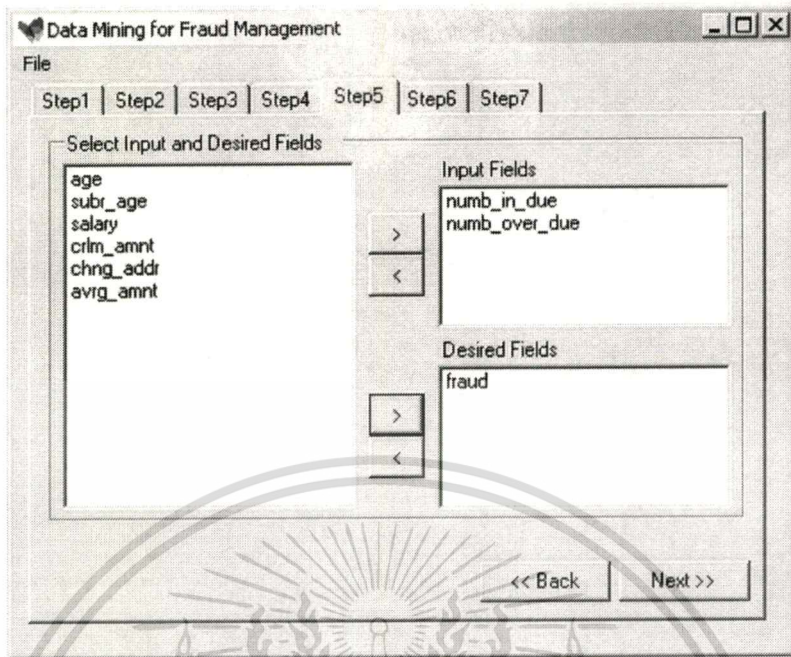 Data Mining for Fraud Management
File
Step1 Step2 Step3 Step4 Step5 Step6 Step7
Select Input and Desired Fields
age
subr_age
salary
crlm_amnt
chng_addr
avrg_amnt
>
<
Input Fields
numb_in_due
numb_over_due
>
<
Desired Fields
fraud
<< Back
Next >>